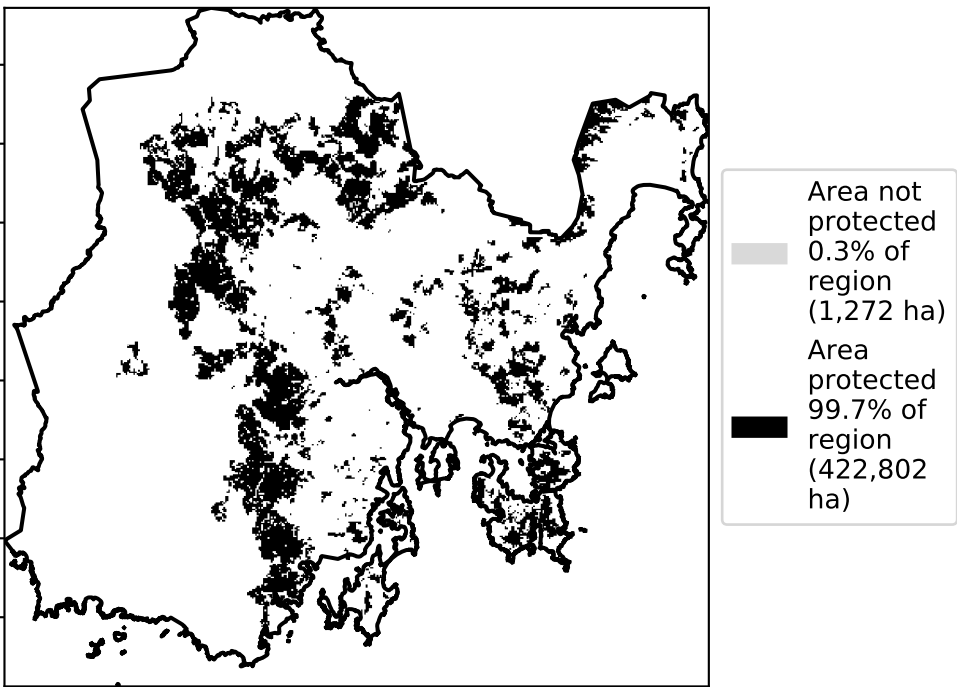 Area not
protected
0.3% of
region
(1,272 ha)
Area
protected
99.7% of
region
(422,802
ha)